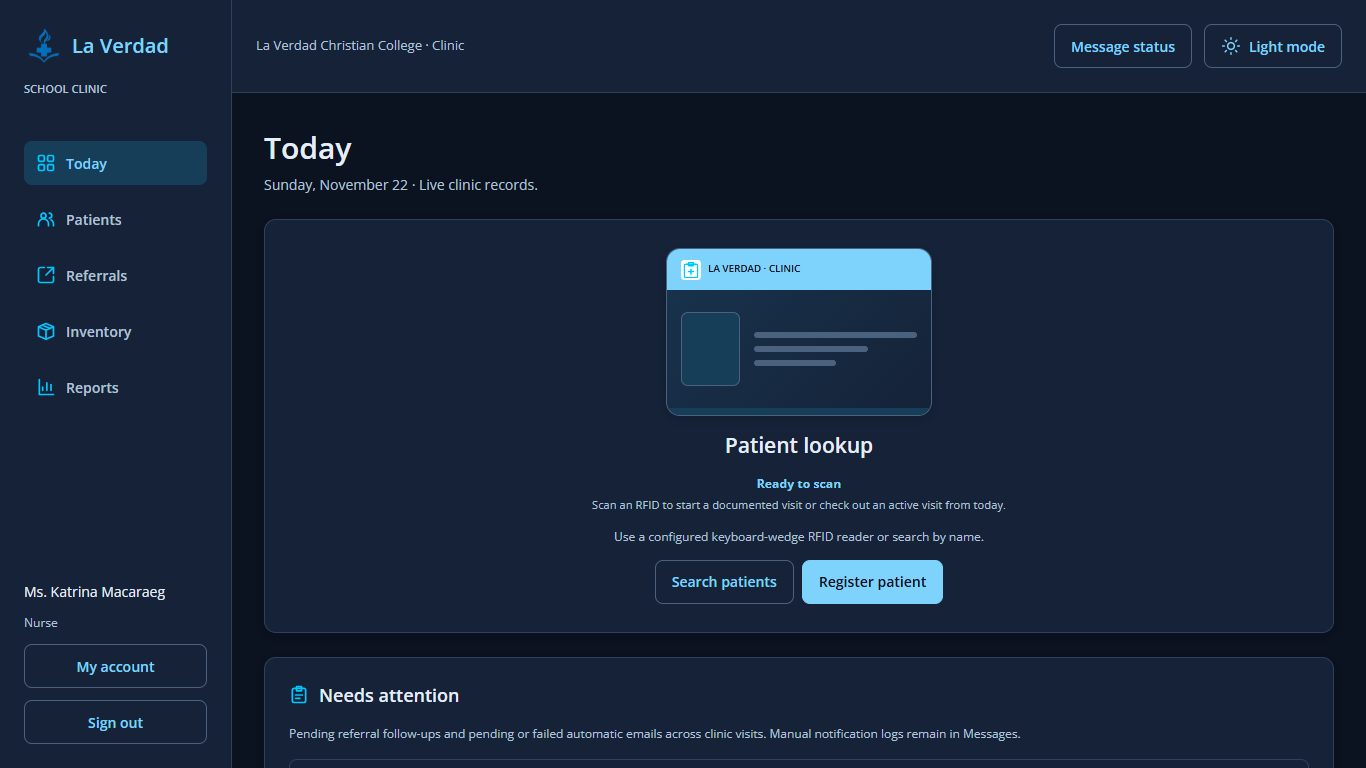 La Verdad
SCHOOL CLINIC
Today
Patients
Referrals
Inventory
Reports
Ms. Katrina Macaraeg
Nurse
My account
Sign out
La Verdad Christian College · Clinic
Message status
Light mode
Today
Sunday, November 22 · Live clinic records.
LA VERDAD · CLINIC
Patient lookup
Ready to scan
Scan an RFID to start a documented visit or check out an active visit from today.
Use a configured keyboard-wedge RFID reader or search by name.
Search patients
Register patient
Needs attention
Pending referral follow-ups and pending or failed automatic emails across clinic visits. Manual notification logs remain in Messages.